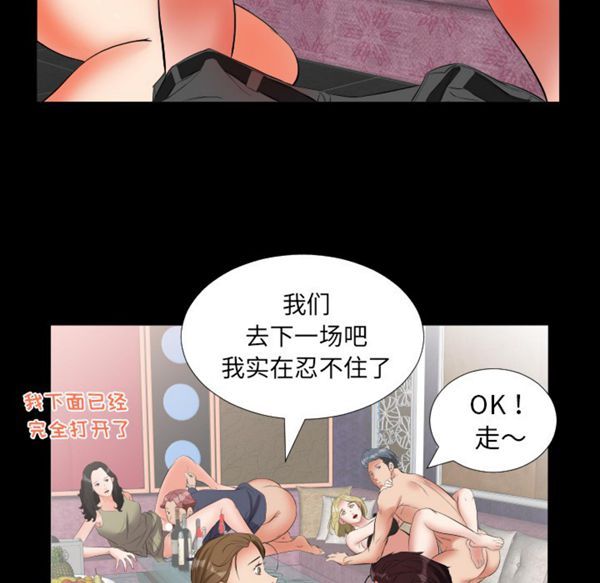 我们
去下一场吧
我实在忍不住了
我下面已经
完全打开了
OK！
走～